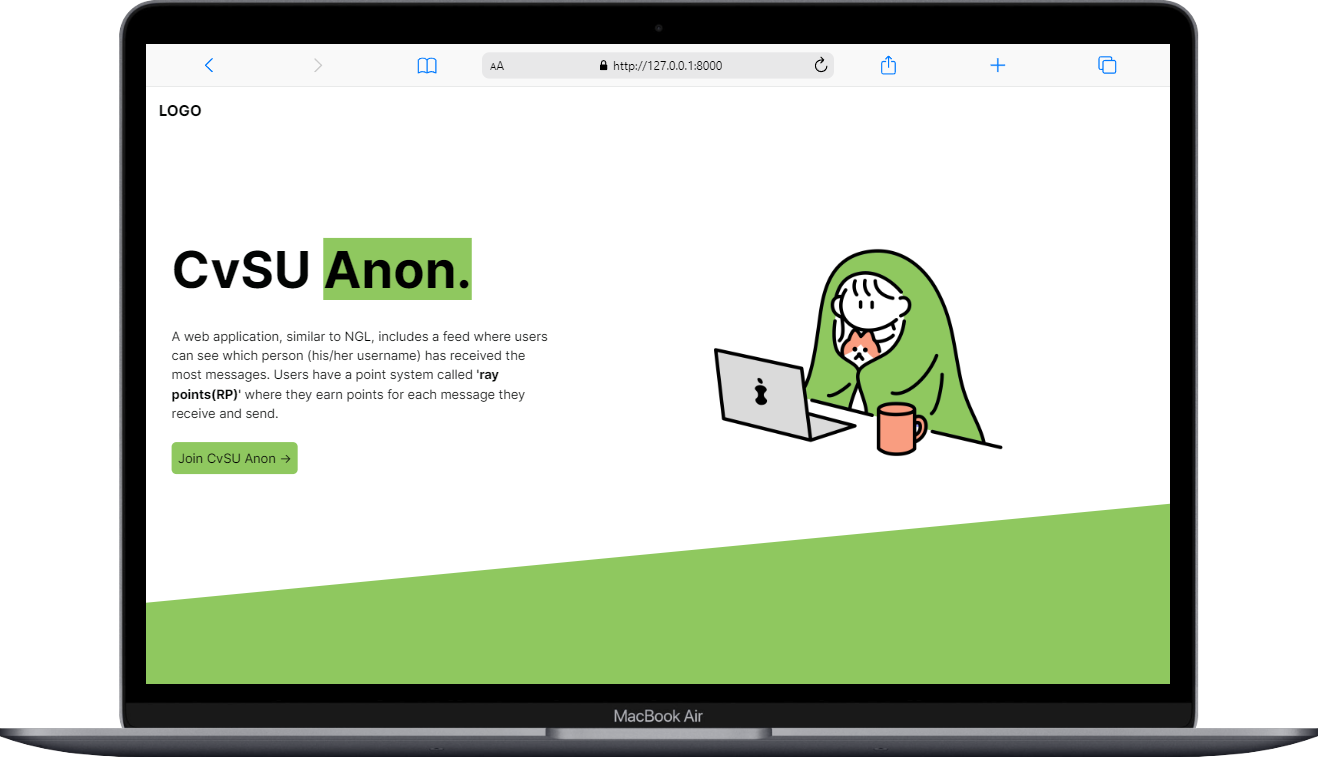 AA
http://127.0.0.1:8000
LOGO
CvSU Anon.
A web application, similar to NGL, includes a feed where users
can see which person (his/her username) has received the
most messages. Users have a point system called 'ray
points(RP)' where they earn points for each message they
receive and send.
Join CvSU Anon →
MacBook Air